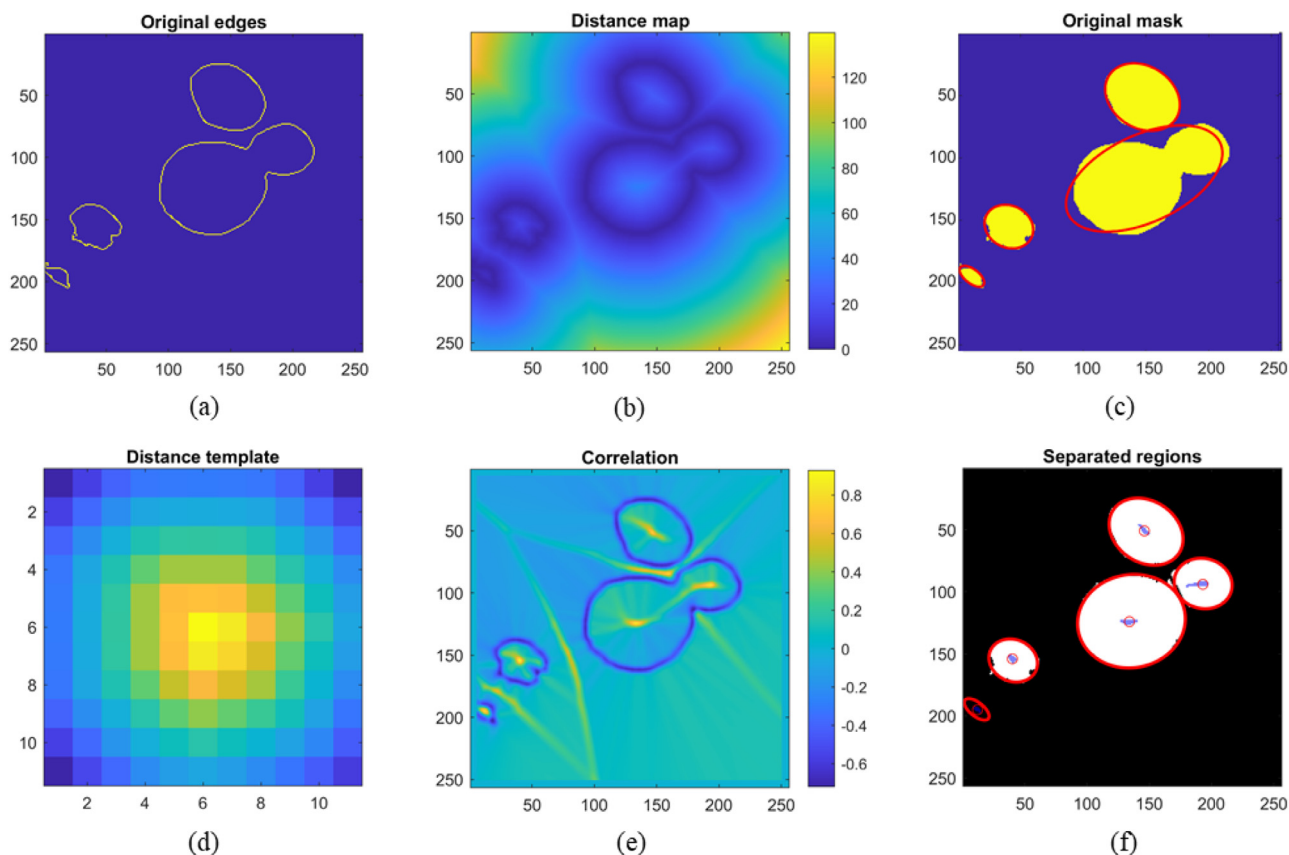 Original edges
50
100
150
200
250
50 100 150 200 250
(a)
Distance map
50
100
150
200
250
50 100 150 200 250
120
100
80
60
40
20
0
(b)
Original mask
50
100
150
200
250
50 100 150 200 250
(c)
Distance template
2
4
6
8
10
2 4 6 8 10
(d)
Correlation
50
100
150
200
250
50 100 150 200 250
0.8
0.6
0.4
0.2
0
-0.2
-0.4
-0.6
(e)
Separated regions
50
100
150
200
250
50 100 150 200 250
(f)